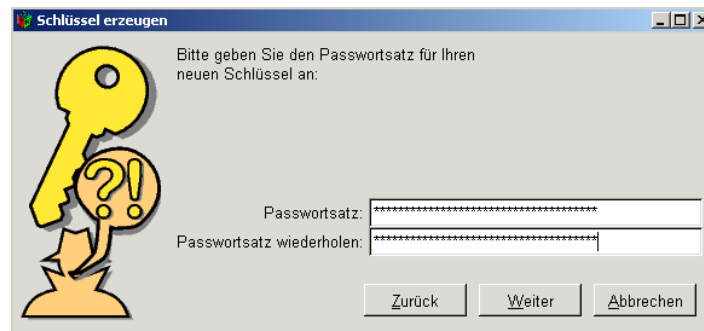 Schlüssel erzeugen
Bitte geben Sie den Passwortsatz für Ihren
neuen Schlüssel an:
?!
Passwortsatz: *************************************
Passwortsatz wiederholen: *************************************
Zurück Weiter Abbrechen